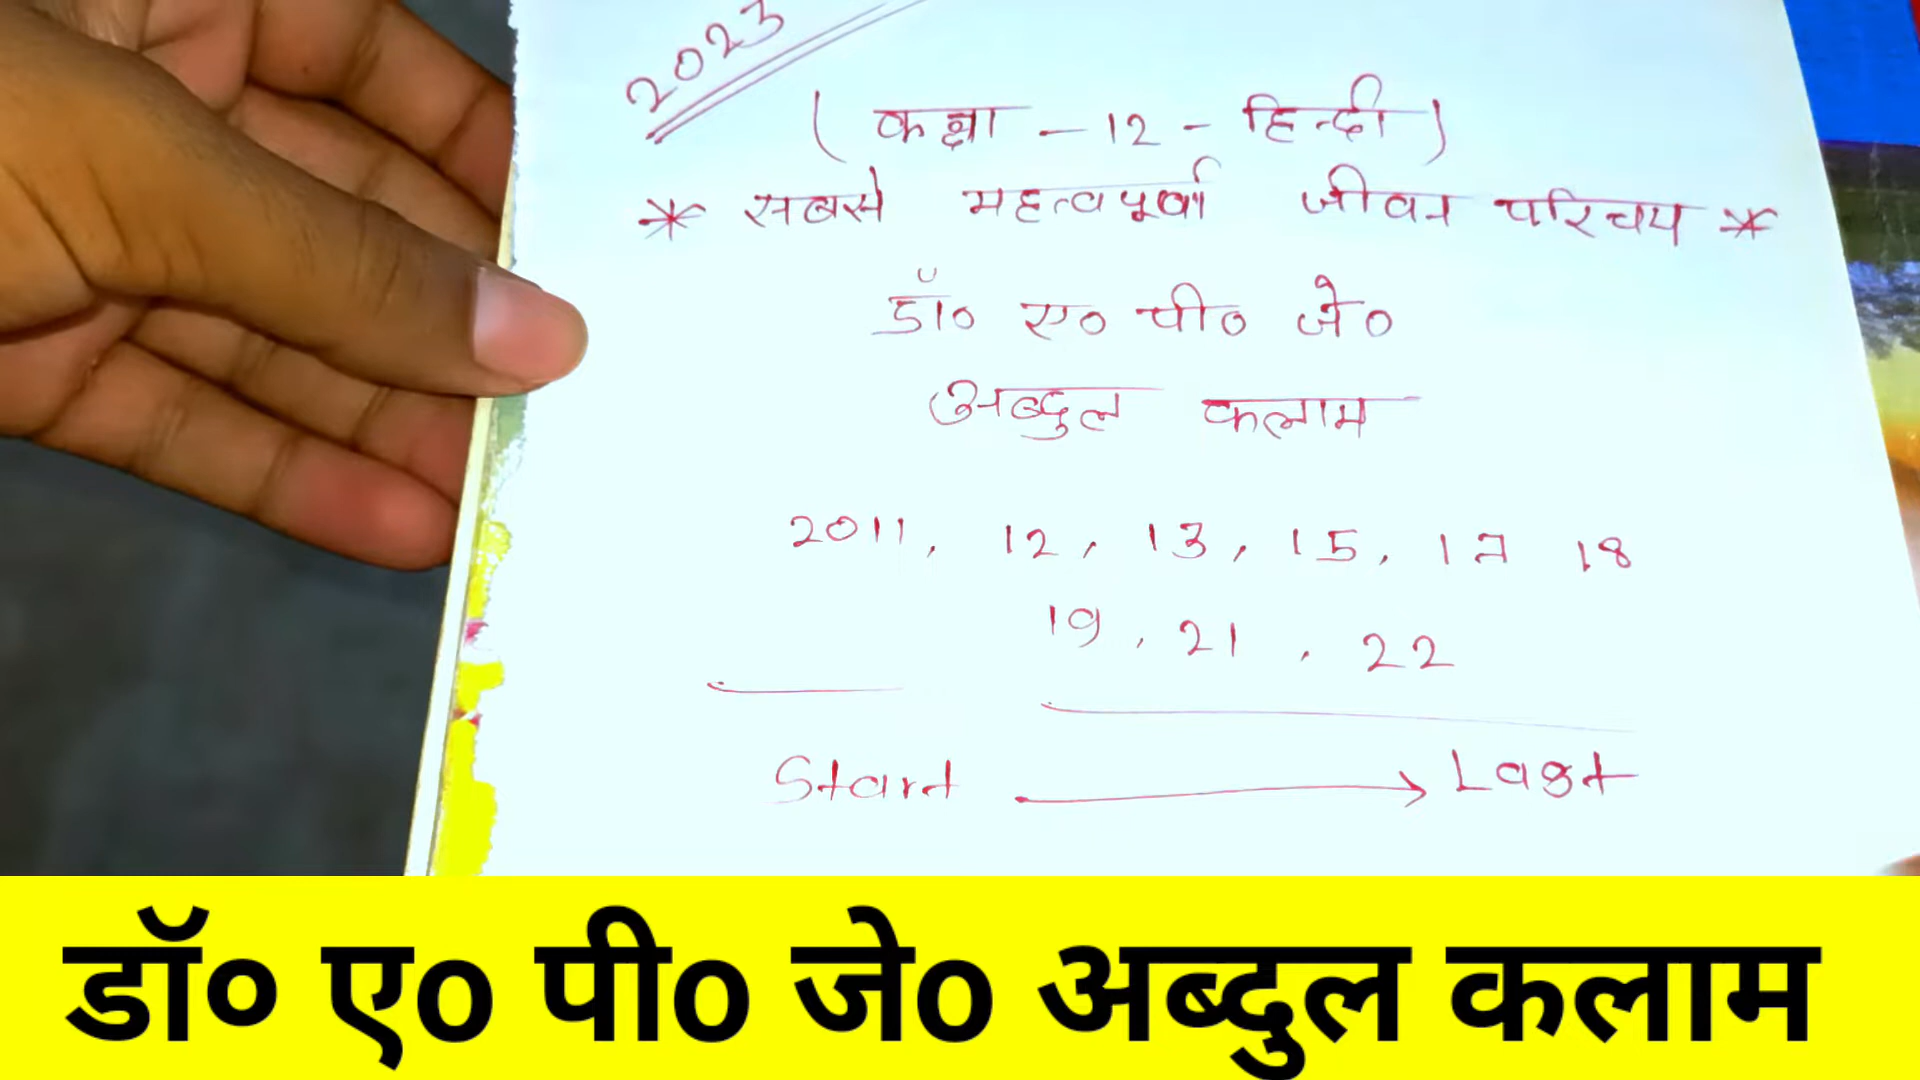 2023
( कक्षा - 12 - हिन्दी )
* सबसे महत्वपूर्ण जीवन परिचय *
डॉ० ए० पी० जे०
अब्दुल कलाम
2011, 12, 13, 15, 17 18
19, 21, 22
Start → Last
डॉ० ए० पी० जे० अब्दुल कलाम